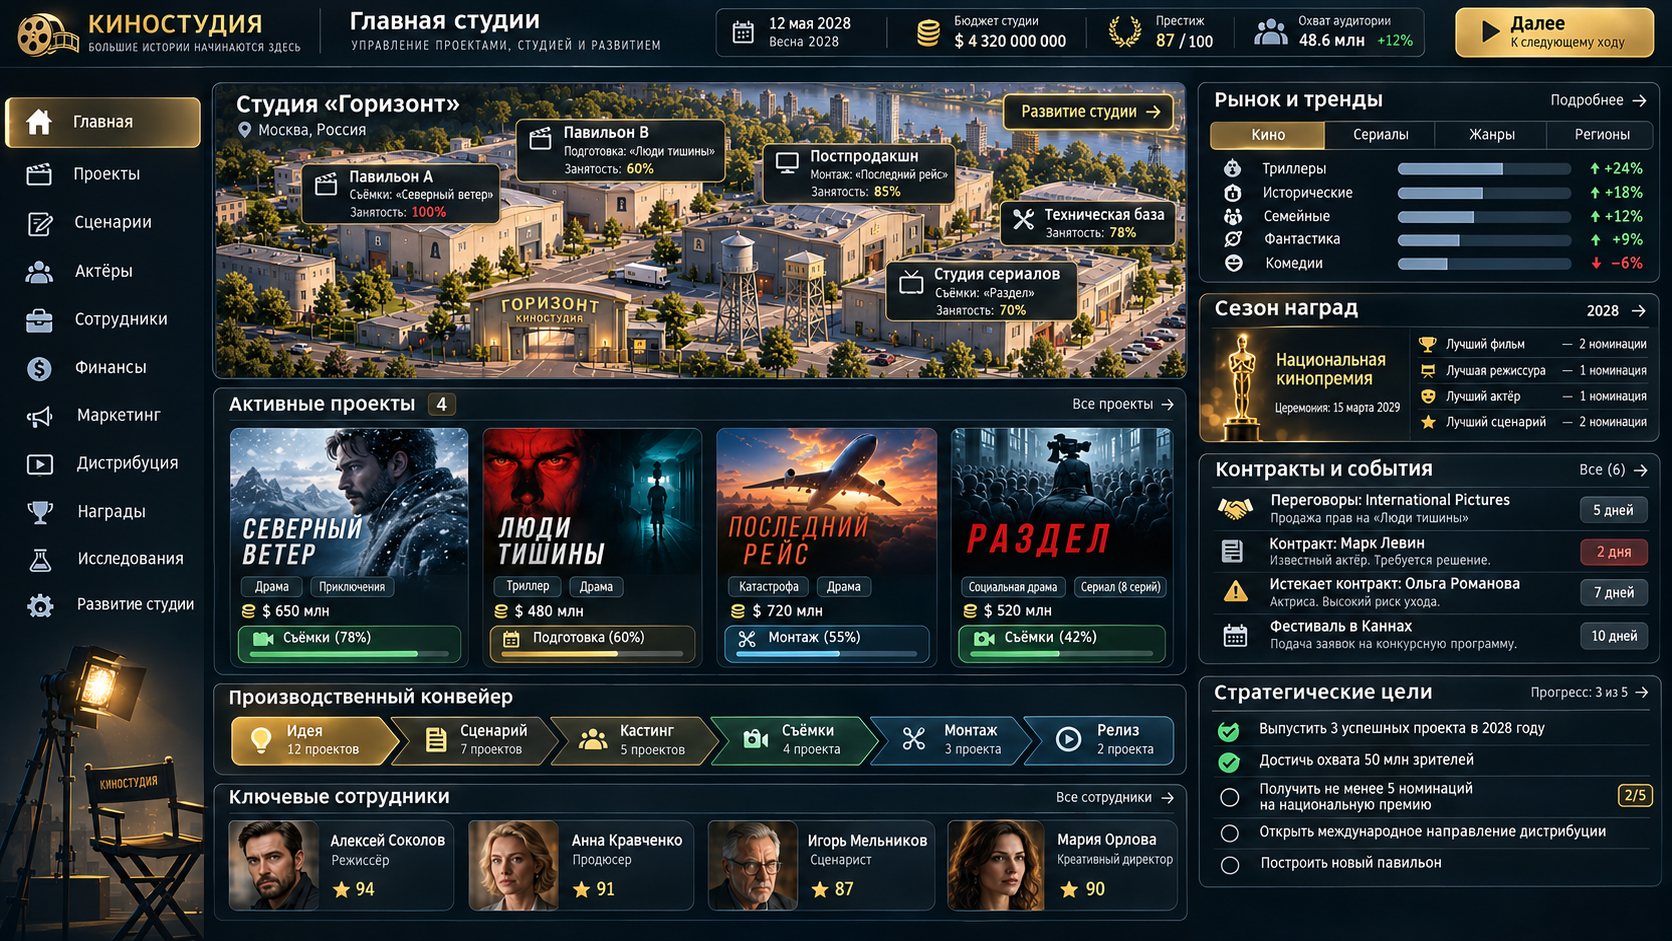 КИНОСТУДИЯ
БОЛЬШИЕ ИСТОРИИ НАЧИНАЮТСЯ ЗДЕСЬ
Главная студии
УПРАВЛЕНИЕ ПРОЕКТАМИ, СТУДИЕЙ И РАЗВИТИЕМ
12 мая 2028
Весна 2028
Бюджет студии
$ 4 320 000 000
Престиж
87 / 100
Охват аудитории
48.6 млн +12%
Далее
К следующему ходу
Главная
Проекты
Сценарии
Актёры
Сотрудники
Финансы
Маркетинг
Дистрибуция
Награды
Исследования
Развитие студии
КИНОСТУДИЯ
Студия «Горизонт»
Москва, Россия
Развитие студии →
Павильон A
Съёмки: «Северный ветер»
Занятость: 100%
Павильон B
Подготовка: «Люди тишины»
Занятость: 60%
Постпродакшн
Монтаж: «Последний рейс»
Занятость: 85%
Техническая база
Занятость: 78%
Студия сериалов
Съёмки: «Раздел»
Занятость: 70%
ГОРИЗОНТ
КИНОСТУДИЯ
Активные проекты 4
Все проекты →
СЕВЕРНЫЙ
ВЕТЕР
Драма Приключения
$ 650 млн
Съёмки (78%)
ЛЮДИ
ТИШИНЫ
Триллер Драма
$ 480 млн
Подготовка (60%)
ПОСЛЕДНИЙ
РЕЙС
Катастрофа Драма
$ 720 млн
Монтаж (55%)
РАЗДЕЛ
Социальная драма Сериал (8 серий)
$ 520 млн
Съёмки (42%)
Производственный конвейер
Идея
12 проектов
Сценарий
7 проектов
Кастинг
5 проектов
Съёмки
4 проекта
Монтаж
3 проекта
Релиз
2 проекта
Ключевые сотрудники
Все сотрудники →
Алексей Соколов
Режиссёр
94
Анна Кравченко
Продюсер
91
Игорь Мельников
Сценарист
87
Мария Орлова
Креативный директор
90
Рынок и тренды
Подробнее →
Кино Сериалы Жанры Регионы
Триллеры +24%
Исторические +18%
Семейные +12%
Фантастика +9%
Комедии −6%
Сезон наград
2028 →
Национальная
кинопремия
Церемония: 15 марта 2029
Лучший фильм — 2 номинации
Лучшая режиссура — 1 номинация
Лучший актёр — 1 номинация
Лучший сценарий — 2 номинации
Контракты и события
Все (6) →
Переговоры: International Pictures
Продажа прав на «Люди тишины»
5 дней
Контракт: Марк Левин
Известный актёр. Требуется решение.
2 дня
Истекает контракт: Ольга Романова
Актриса. Высокий риск ухода.
7 дней
Фестиваль в Каннах
Подача заявок на конкурсную программу.
10 дней
Стратегические цели
Прогресс: 3 из 5 →
Выпустить 3 успешных проекта в 2028 году
Достичь охвата 50 млн зрителей
Получить не менее 5 номинаций
на национальную премию
2/5
Открыть международное направление дистрибуции
Построить новый павильон